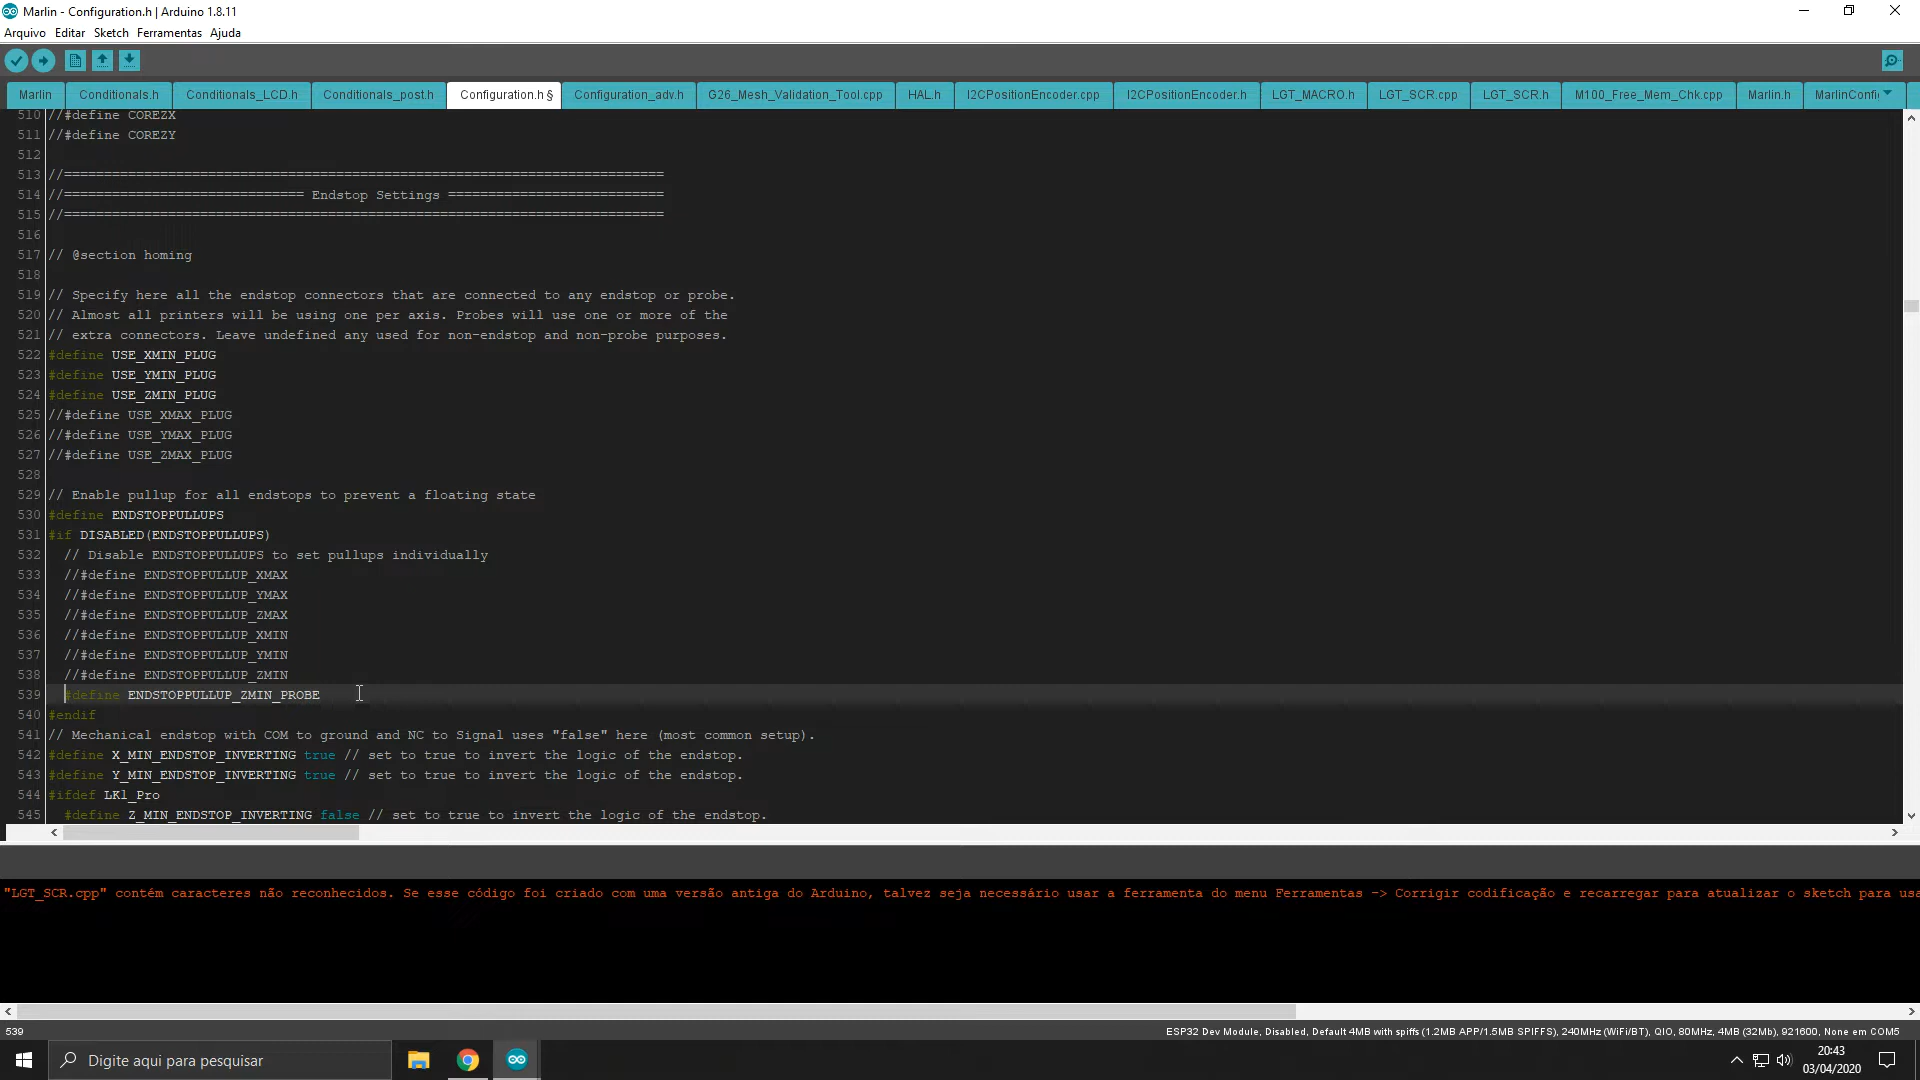 Marlin - Configuration.h | Arduino 1.8.11
Arquivo Editar Sketch Ferramentas Ajuda
Marlin Conditionals.h Conditionals_LCD.h Conditionals_post.h Configuration.h § Configuration_adv.h G26_Mesh_Validation_Tool.cpp HAL.h I2CPositionEncoder.cpp I2CPositionEncoder.h LGT_MACRO.h LGT_SCR.cpp LGT_SCR.h M100_Free_Mem_Chk.cpp Marlin.h MarlinConfi
510 //#define COREZX
511 //#define COREZY
512
513 //===========================================================================
514 //============================== Endstop Settings ===========================
515 //===========================================================================
516
517 // @section homing
518
519 // Specify here all the endstop connectors that are connected to any endstop or probe.
520 // Almost all printers will be using one per axis. Probes will use one or more of the
521 // extra connectors. Leave undefined any used for non-endstop and non-probe purposes.
522 #define USE_XMIN_PLUG
523 #define USE_YMIN_PLUG
524 #define USE_ZMIN_PLUG
525 //#define USE_XMAX_PLUG
526 //#define USE_YMAX_PLUG
527 //#define USE_ZMAX_PLUG
528
529 // Enable pullup for all endstops to prevent a floating state
530 #define ENDSTOPPULLUPS
531 #if DISABLED(ENDSTOPPULLUPS)
532 // Disable ENDSTOPPULLUPS to set pullups individually
533 //#define ENDSTOPPULLUP_XMAX
534 //#define ENDSTOPPULLUP_YMAX
535 //#define ENDSTOPPULLUP_ZMAX
536 //#define ENDSTOPPULLUP_XMIN
537 //#define ENDSTOPPULLUP_YMIN
538 //#define ENDSTOPPULLUP_ZMIN
539 #define ENDSTOPPULLUP_ZMIN_PROBE
540 #endif
541 // Mechanical endstop with COM to ground and NC to Signal uses "false" here (most common setup).
542 #define X_MIN_ENDSTOP_INVERTING true // set to true to invert the logic of the endstop.
543 #define Y_MIN_ENDSTOP_INVERTING true // set to true to invert the logic of the endstop.
544 #ifdef LK1_Pro
545 #define Z_MIN_ENDSTOP_INVERTING false // set to true to invert the logic of the endstop.
"LGT_SCR.cpp" contém caracteres não reconhecidos. Se esse código foi criado com uma versão antiga do Arduino, talvez seja necessário usar a ferramenta do menu Ferramentas -> Corrigir codificação e recarregar para atualizar o sketch para usa
539 ESP32 Dev Module, Disabled, Default 4MB with spiffs (1.2MB APP/1.5MB SPIFFS), 240MHz (WiFi/BT), QIO, 80MHz, 4MB (32Mb), 921600, None em COM5
Digite aqui para pesquisar
20:43
03/04/2020